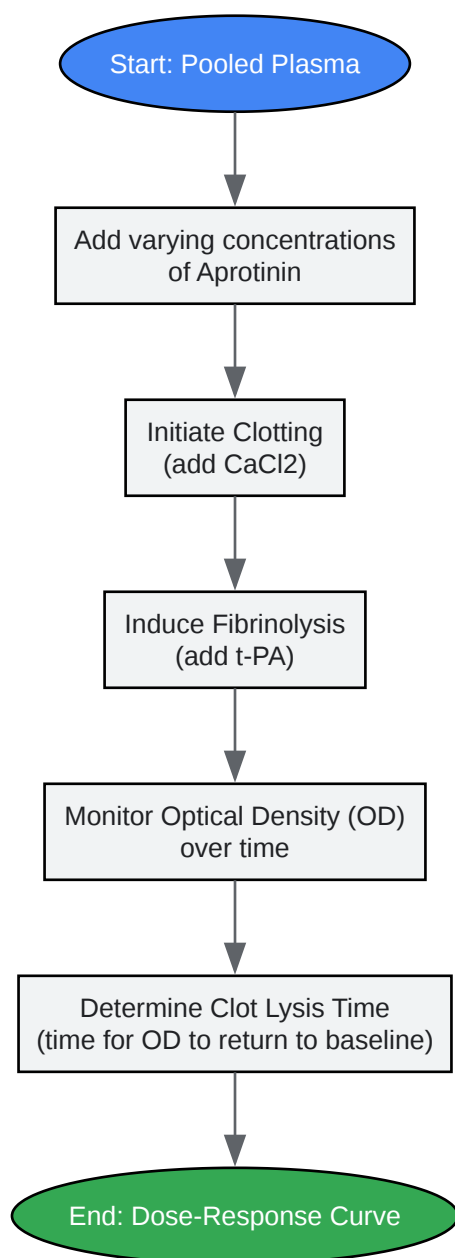 Start: Pooled Plasma
Add varying concentrations
of Aprotinin
Initiate Clotting
(add CaCl2)
Induce Fibrinolysis
(add t-PA)
Monitor Optical Density (OD)
over time
Determine Clot Lysis Time
(time for OD to return to baseline)
End: Dose-Response Curve